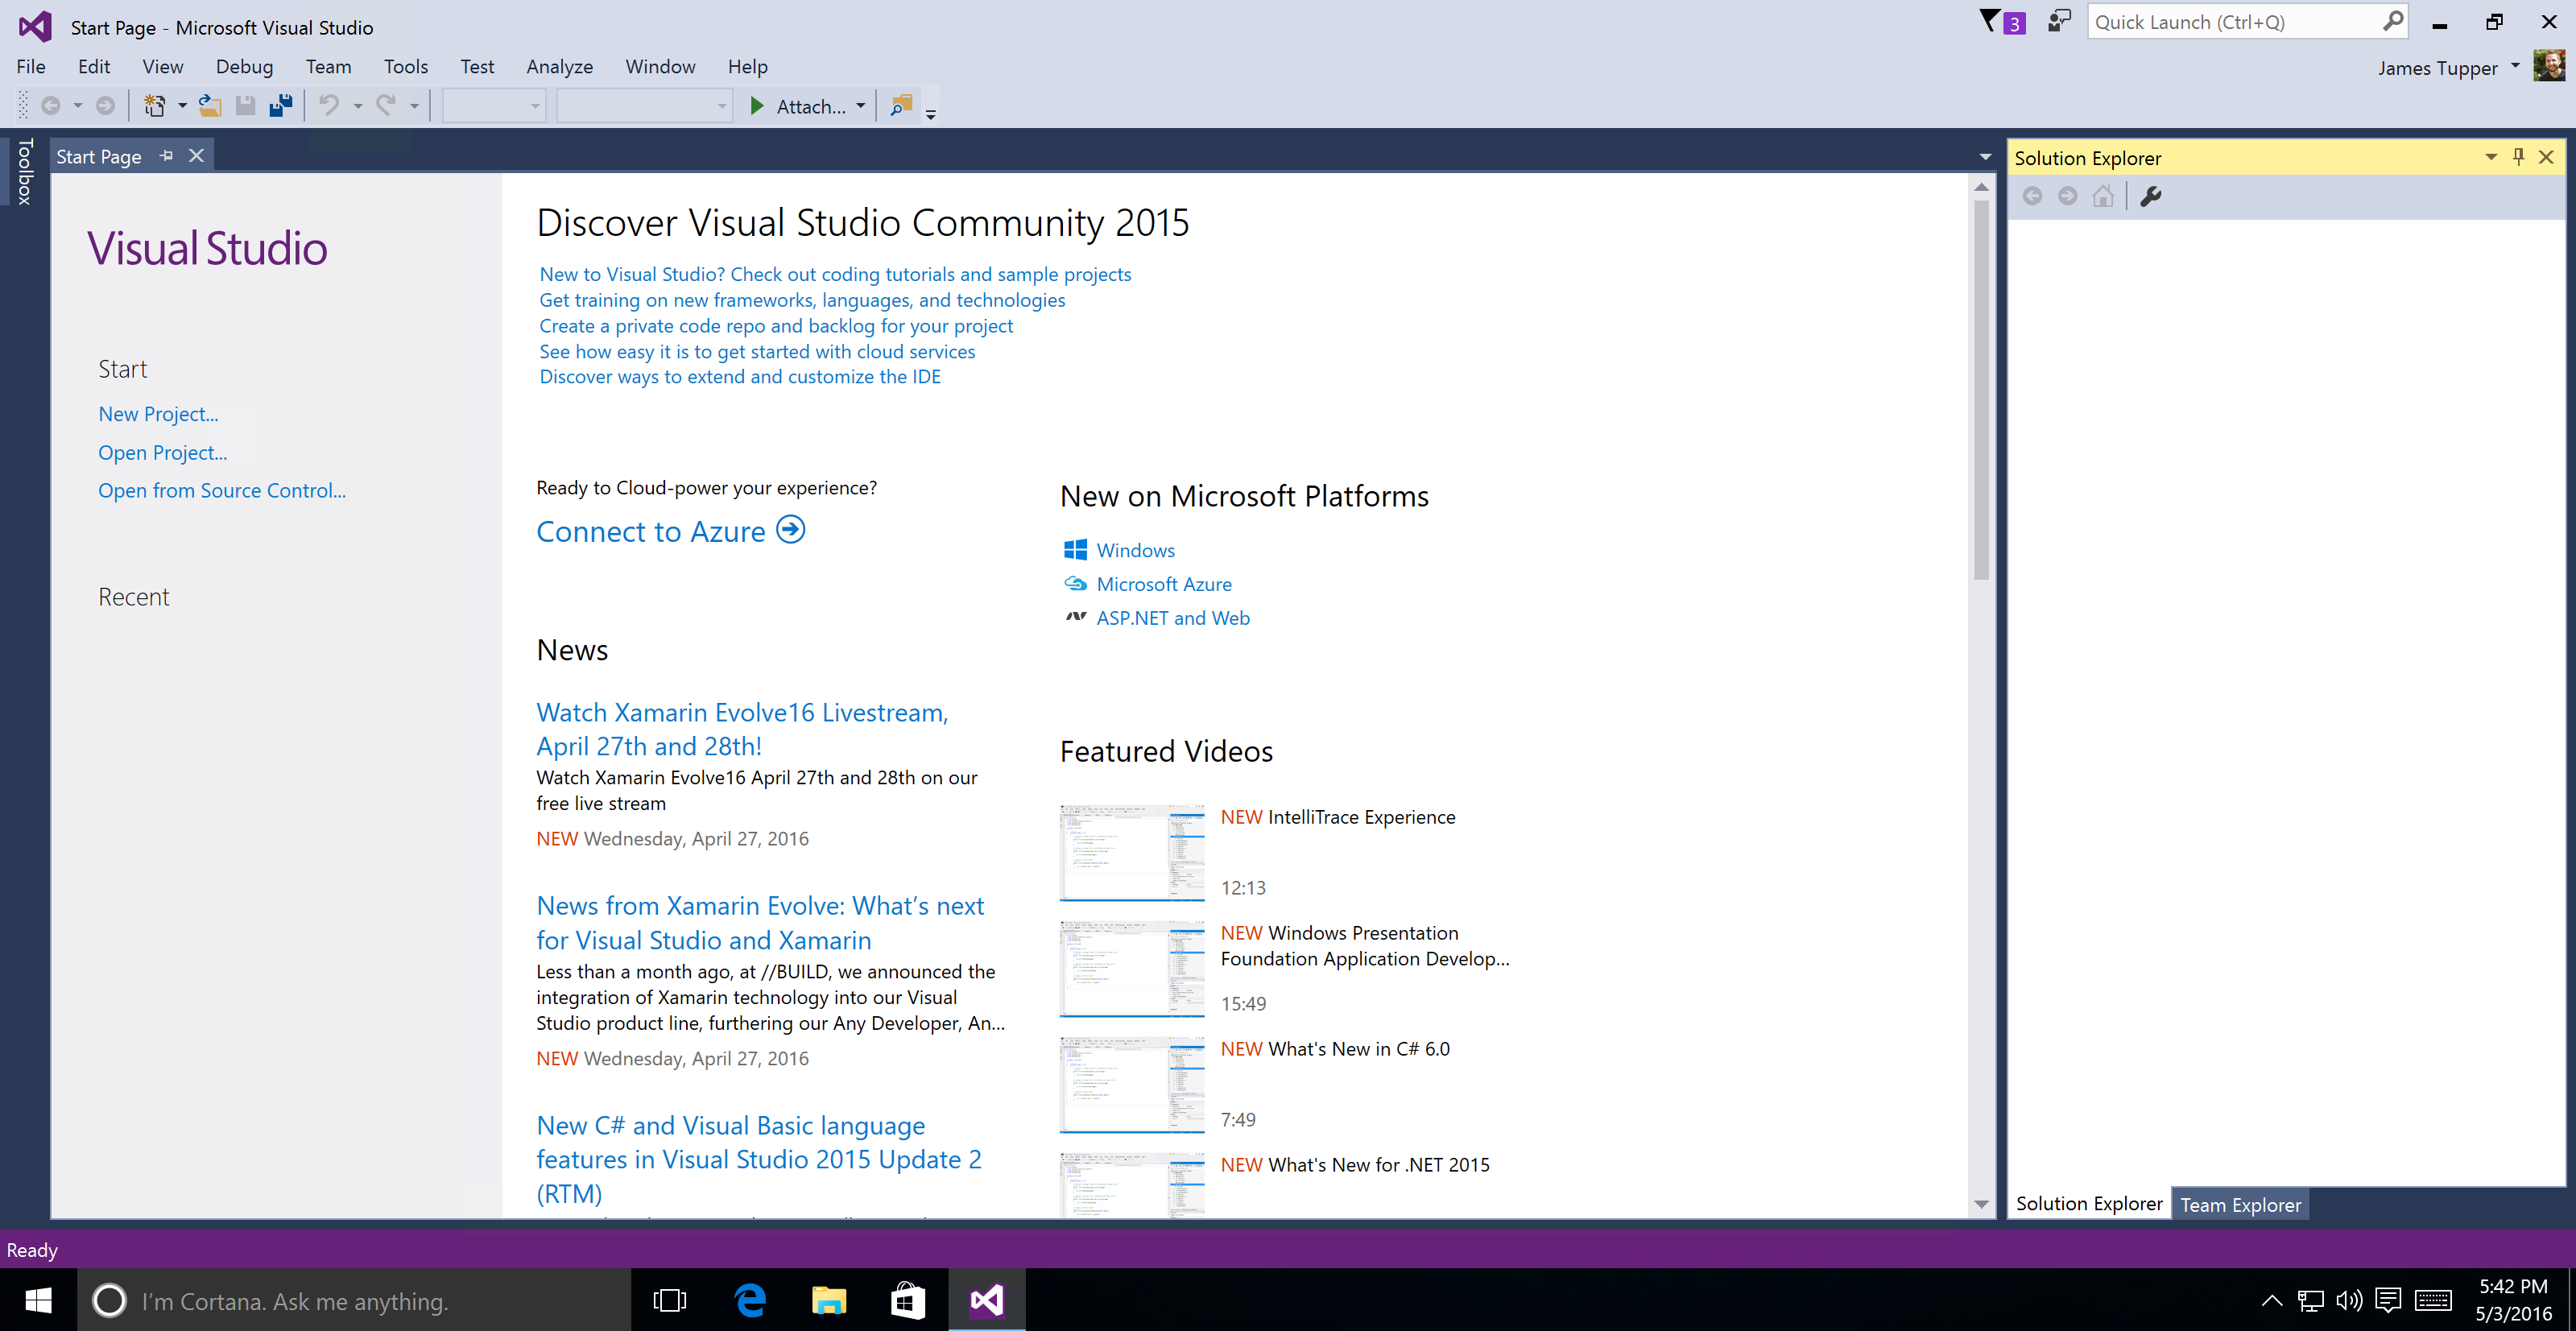 Start Page - Microsoft Visual Studio
3
Quick Launch (Ctrl+Q)
File Edit View Debug Team Tools Test Analyze Window Help
James Tupper
Attach...
Toolbox
Start Page
Solution Explorer
Visual Studio
Start
New Project...
Open Project...
Open from Source Control...
Recent
Discover Visual Studio Community 2015
New to Visual Studio? Check out coding tutorials and sample projects
Get training on new frameworks, languages, and technologies
Create a private code repo and backlog for your project
See how easy it is to get started with cloud services
Discover ways to extend and customize the IDE
Ready to Cloud-power your experience?
Connect to Azure
News
Watch Xamarin Evolve16 Livestream,
April 27th and 28th!
Watch Xamarin Evolve16 April 27th and 28th on our
free live stream
NEW Wednesday, April 27, 2016
News from Xamarin Evolve: What's next
for Visual Studio and Xamarin
Less than a month ago, at //BUILD, we announced the
integration of Xamarin technology into our Visual
Studio product line, furthering our Any Developer, An...
NEW Wednesday, April 27, 2016
New C# and Visual Basic language
features in Visual Studio 2015 Update 2
(RTM)
New on Microsoft Platforms
Windows
Microsoft Azure
ASP.NET and Web
Featured Videos
NEW IntelliTrace Experience
12:13
NEW Windows Presentation
Foundation Application Develop...
15:49
NEW What's New in C# 6.0
7:49
NEW What's New for .NET 2015
Solution Explorer
Team Explorer
Ready
I'm Cortana. Ask me anything.
5:42 PM
5/3/2016